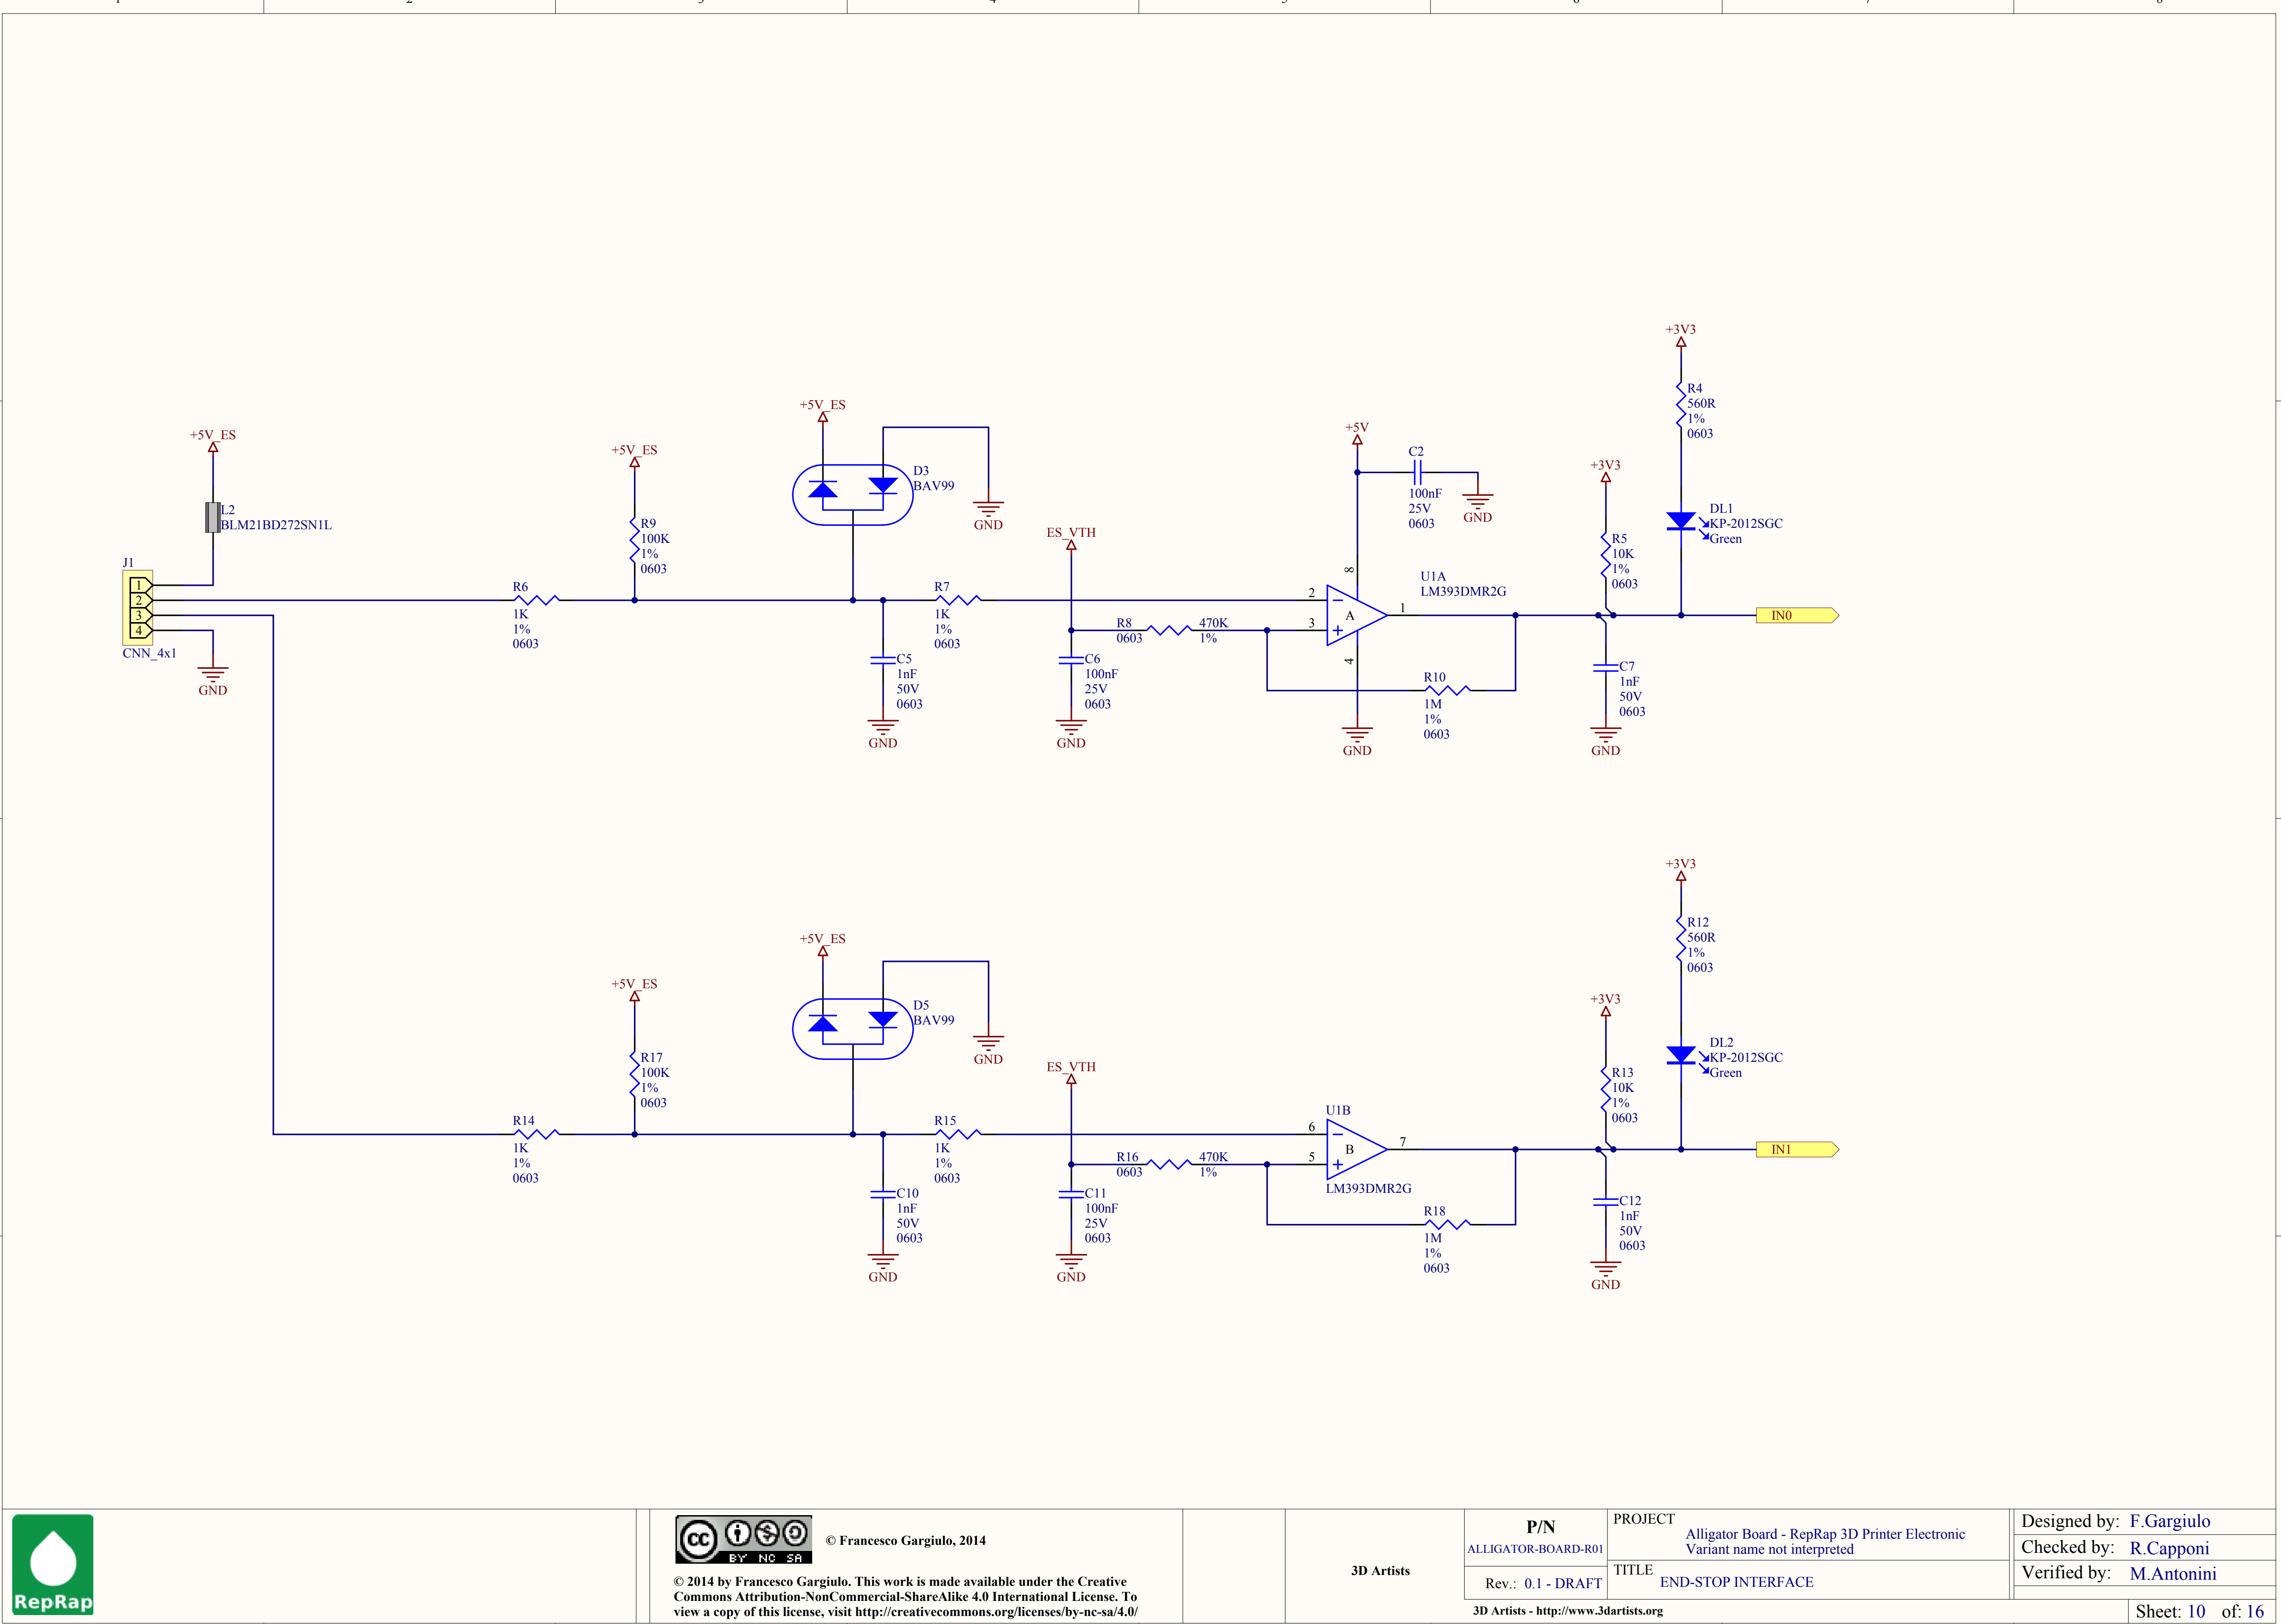 +3V3
R4
560R
1%
0603
DL1
KP-2012SGC
Green
+5V_ES
L2
BLM21BD272SN1L
J1
1
2
3
4
CNN_4x1
GND
R6
1K
1%
0603
+5V_ES
R9
100K
1%
0603
+5V_ES
D3
BAV99
GND
C5
1nF
50V
0603
GND
R7
1K
1%
0603
ES_VTH
R8
0603
470K
1%
C6
100nF
25V
0603
GND
+5V
C2
100nF
25V
0603
GND
8
U1A
LM393DMR2G
2
3
A
1
4
GND
R10
1M
1%
0603
+3V3
R5
10K
1%
0603
C7
1nF
50V
0603
GND
IN0
+3V3
R12
560R
1%
0603
DL2
KP-2012SGC
Green
R14
1K
1%
0603
+5V_ES
R17
100K
1%
0603
+5V_ES
D5
BAV99
GND
C10
1nF
50V
0603
GND
R15
1K
1%
0603
ES_VTH
R16
0603
470K
1%
C11
100nF
25V
0603
GND
U1B
6
5
B
7
LM393DMR2G
R18
1M
1%
0603
+3V3
R13
10K
1%
0603
C12
1nF
50V
0603
GND
IN1
RepRap
cc
BY NC SA
© Francesco Gargiulo, 2014
© 2014 by Francesco Gargiulo. This work is made available under the Creative
Commons Attribution-NonCommercial-ShareAlike 4.0 International License. To
view a copy of this license, visit http://creativecommons.org/licenses/by-nc-sa/4.0/
3D Artists
P/N
ALLIGATOR-BOARD-R01
Rev.: 0.1 - DRAFT
3D Artists - http://www.3dartists.org
PROJECT
Alligator Board - RepRap 3D Printer Electronic
Variant name not interpreted
TITLE
END-STOP INTERFACE
Designed by: F.Gargiulo
Checked by: R.Capponi
Verified by: M.Antonini
Sheet: 10 of: 16